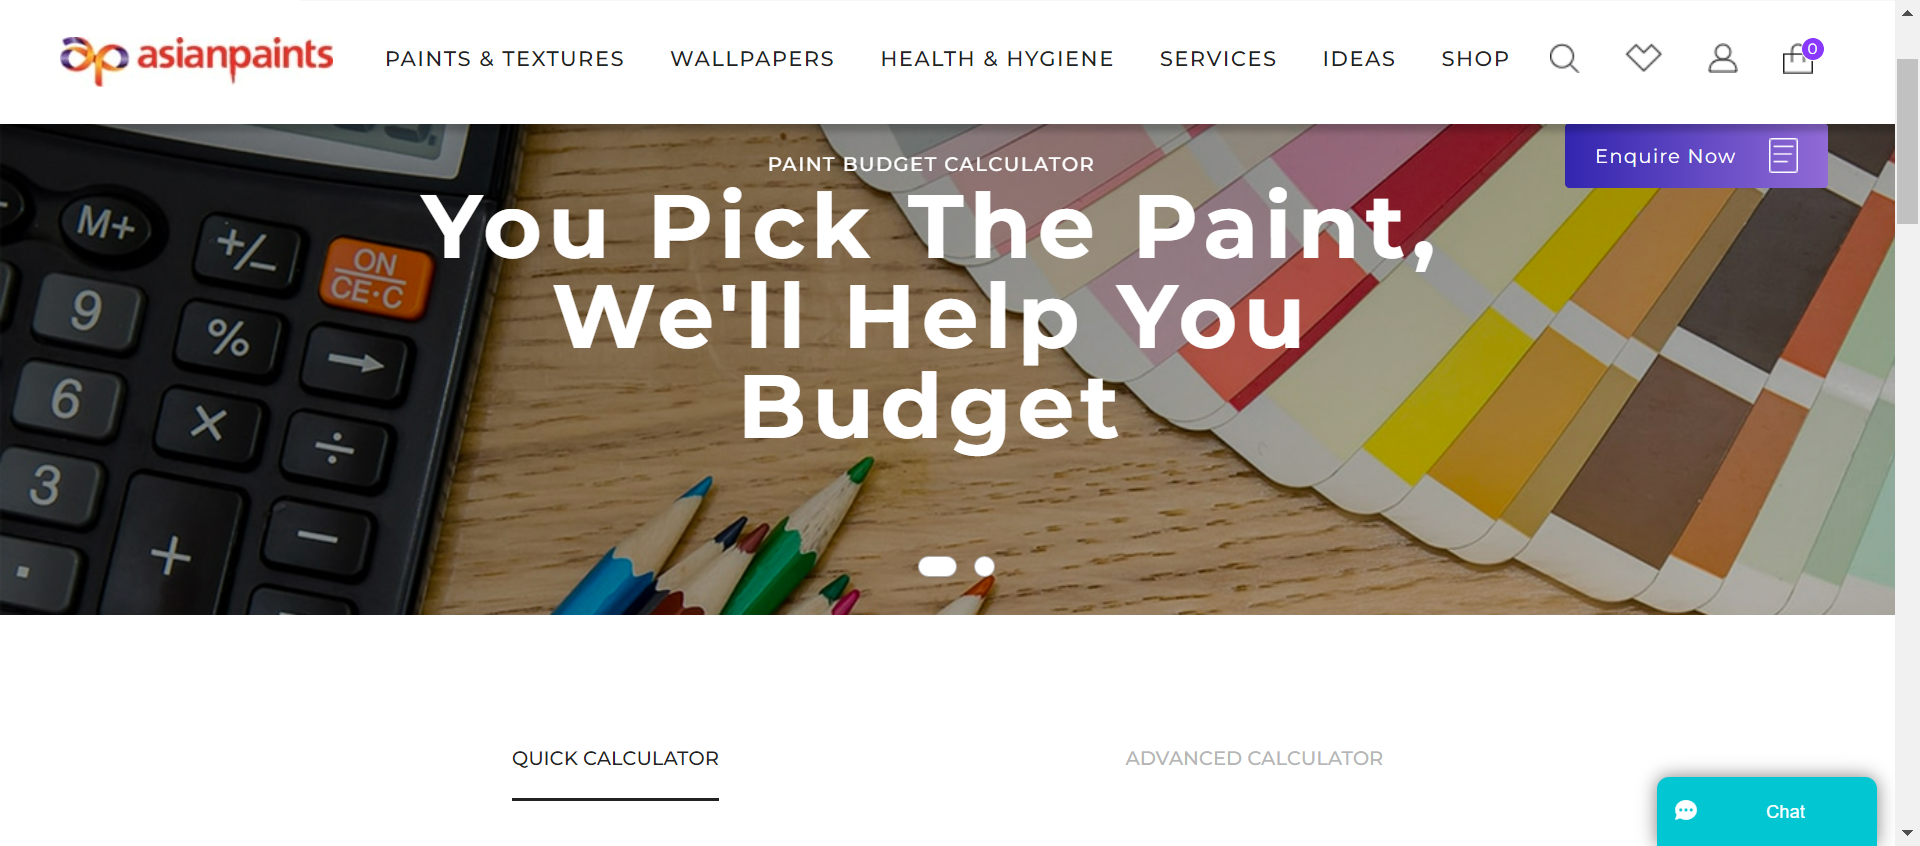 asianpaints
PAINTS & TEXTURES
WALLPAPERS
HEALTH & HYGIENE
SERVICES
IDEAS
SHOP
0
Enquire Now
PAINT BUDGET CALCULATOR
You Pick The Paint,
We'll Help You
Budget
M+
+/−
ON
CE·C
9
%
→
6
×
÷
3
+
−
.
QUICK CALCULATOR
ADVANCED CALCULATOR
Chat